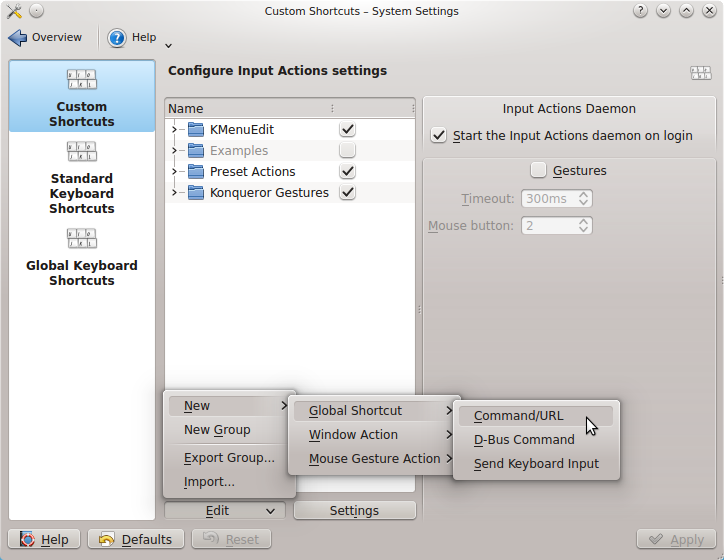 Custom Shortcuts – System Settings
Overview
Help
Custom
Shortcuts
Standard
Keyboard
Shortcuts
Global Keyboard
Shortcuts
Configure Input Actions settings
Name
KMenuEdit
Examples
Preset Actions
Konqueror Gestures
Input Actions Daemon
Start the Input Actions daemon on login
Gestures
Timeout: 300ms
Mouse button: 2
New
New Group
Export Group...
Import...
Global Shortcut
Window Action
Mouse Gesture Action
Command/URL
D-Bus Command
Send Keyboard Input
Edit
Settings
Help
Defaults
Reset
Apply